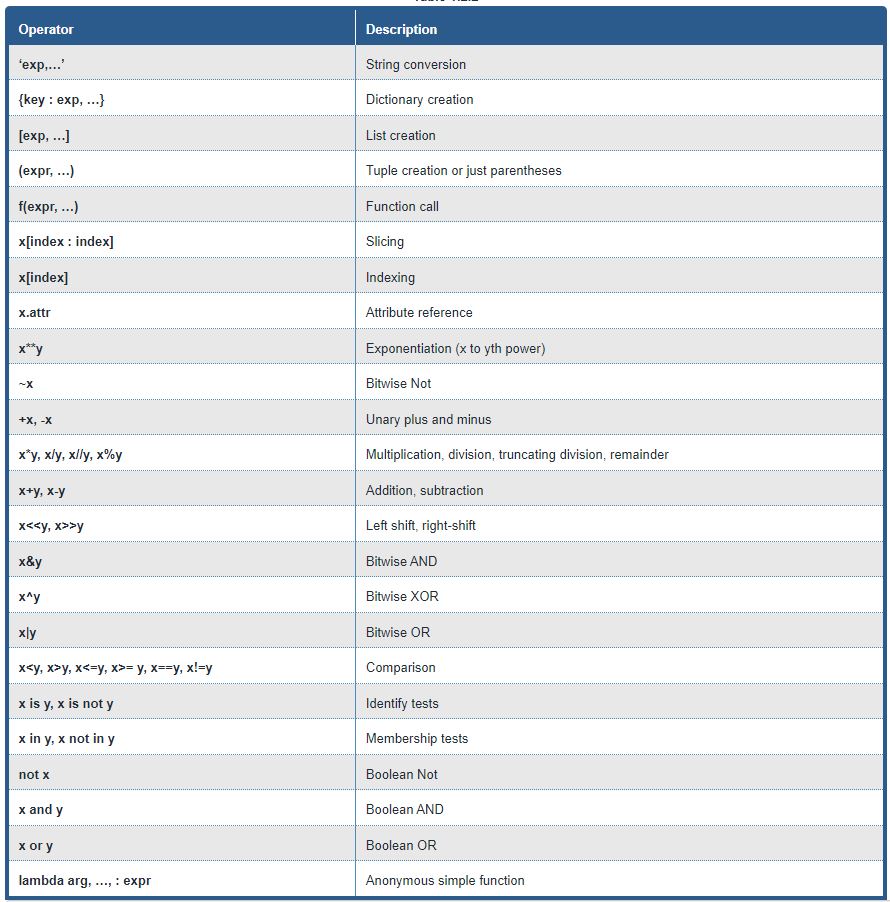 Operator Description
‘exp,...’ String conversion
{key : exp, ...} Dictionary creation
[exp, ...] List creation
(expr, ...) Tuple creation or just parentheses
f(expr, ...) Function call
x[index : index] Slicing
x[index] Indexing
x.attr Attribute reference
x**y Exponentiation (x to yth power)
~x Bitwise Not
+x, -x Unary plus and minus
x*y, x/y, x//y, x%y Multiplication, division, truncating division, remainder
x+y, x-y Addition, subtraction
x<<y, x>>y Left shift, right-shift
x&y Bitwise AND
x^y Bitwise XOR
x|y Bitwise OR
x<y, x>y, x<=y, x>= y, x==y, x!=y Comparison
x is y, x is not y Identify tests
x in y, x not in y Membership tests
not x Boolean Not
x and y Boolean AND
x or y Boolean OR
lambda arg, ..., : expr Anonymous simple function